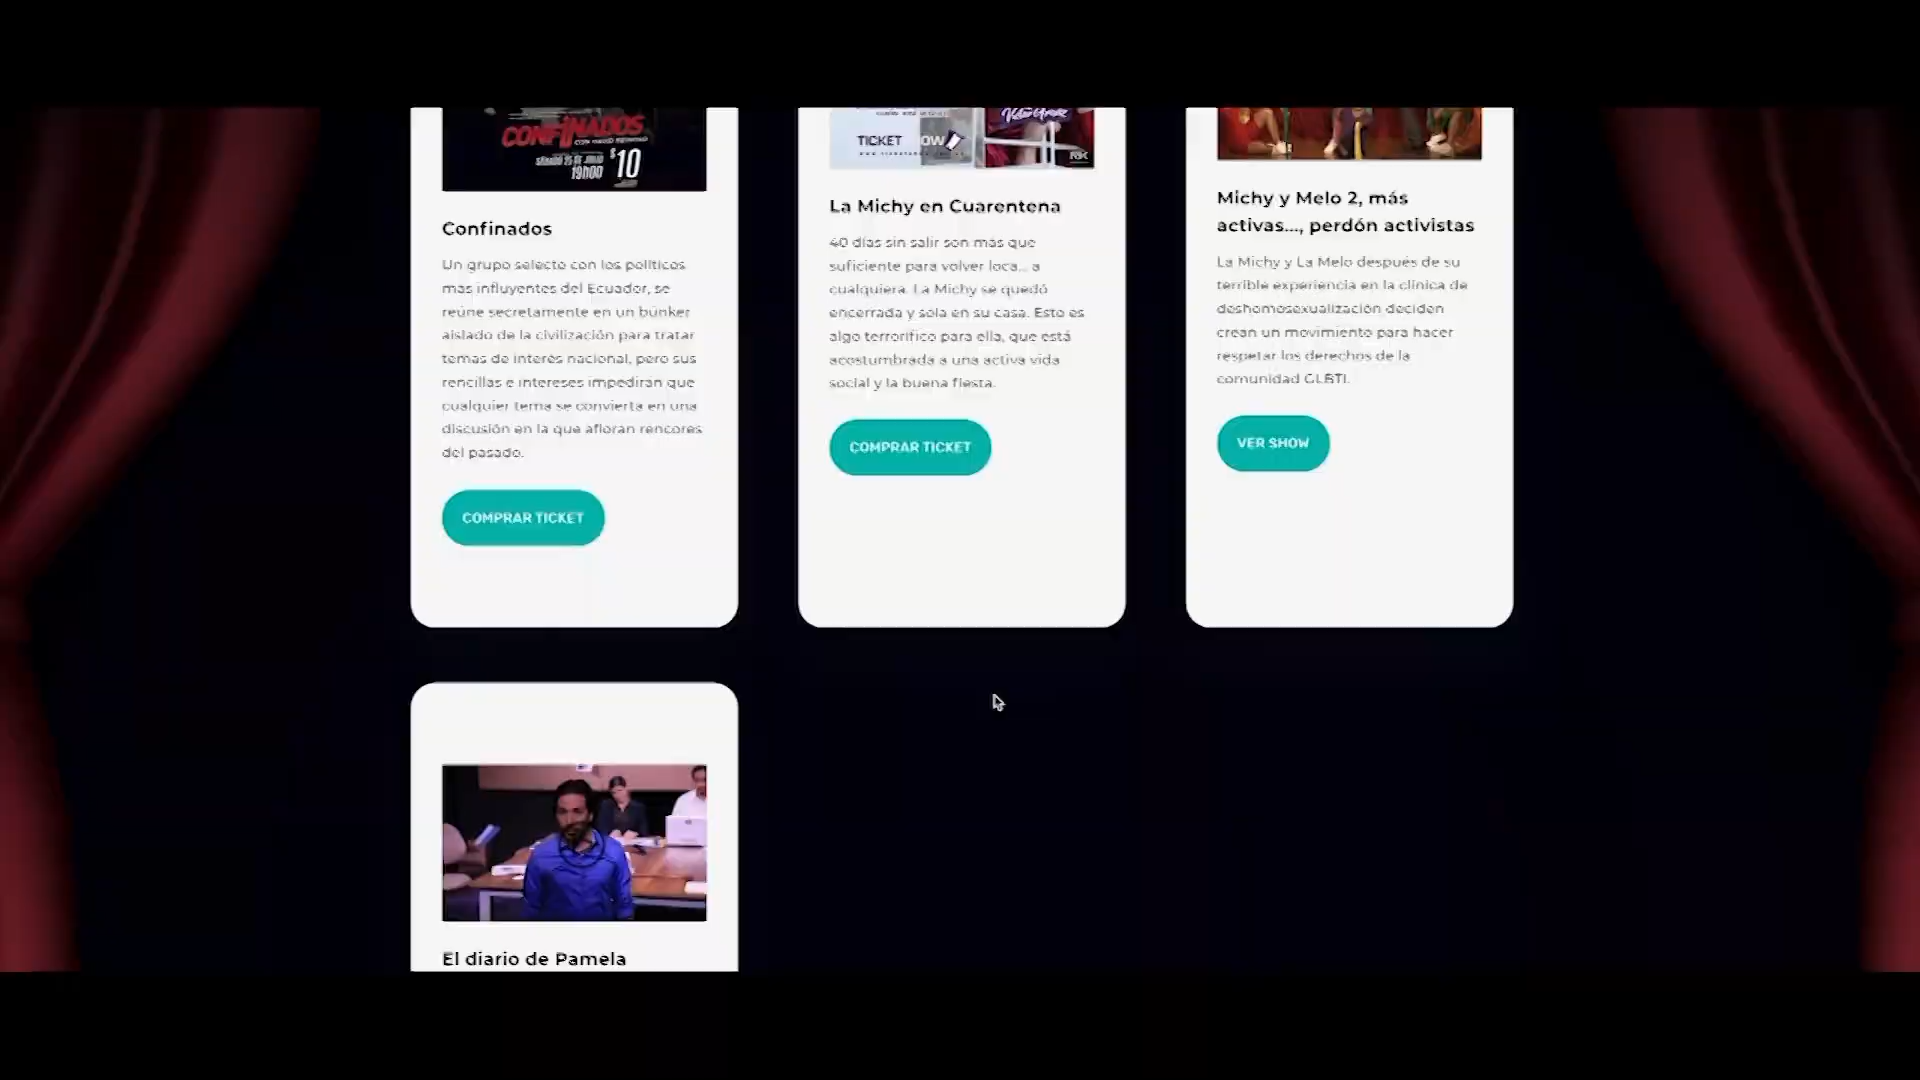 CONFINADOS
SÁBADO 25 DE JULIO
19H00
$10
Confinados
Un grupo selecto con los políticos
más influyentes del Ecuador, se
reúne secretamente en un búnker
aislado de la civilización para tratar
temas de interés nacional, pero sus
rencillas e intereses impedirán que
cualquier tema se convierta en una
discusión en la que afloran rencores
del pasado.
COMPRAR TICKET
TICKET OW
La Michy en Cuarentena
40 días sin salir son más que
suficiente para volver loca... a
cualquiera. La Michy se quedó
encerrada y sola en su casa. Esto es
algo terrorífico para ella, que está
acostumbrada a una activa vida
social y la buena fiesta.
COMPRAR TICKET
Michy y Melo 2, más
activas..., perdón activistas
La Michy y La Melo después de su
terrible experiencia en la clínica de
deshomosexualización deciden
crean un movimiento para hacer
respetar los derechos de la
comunidad GLBTI.
VER SHOW
El diario de Pamela